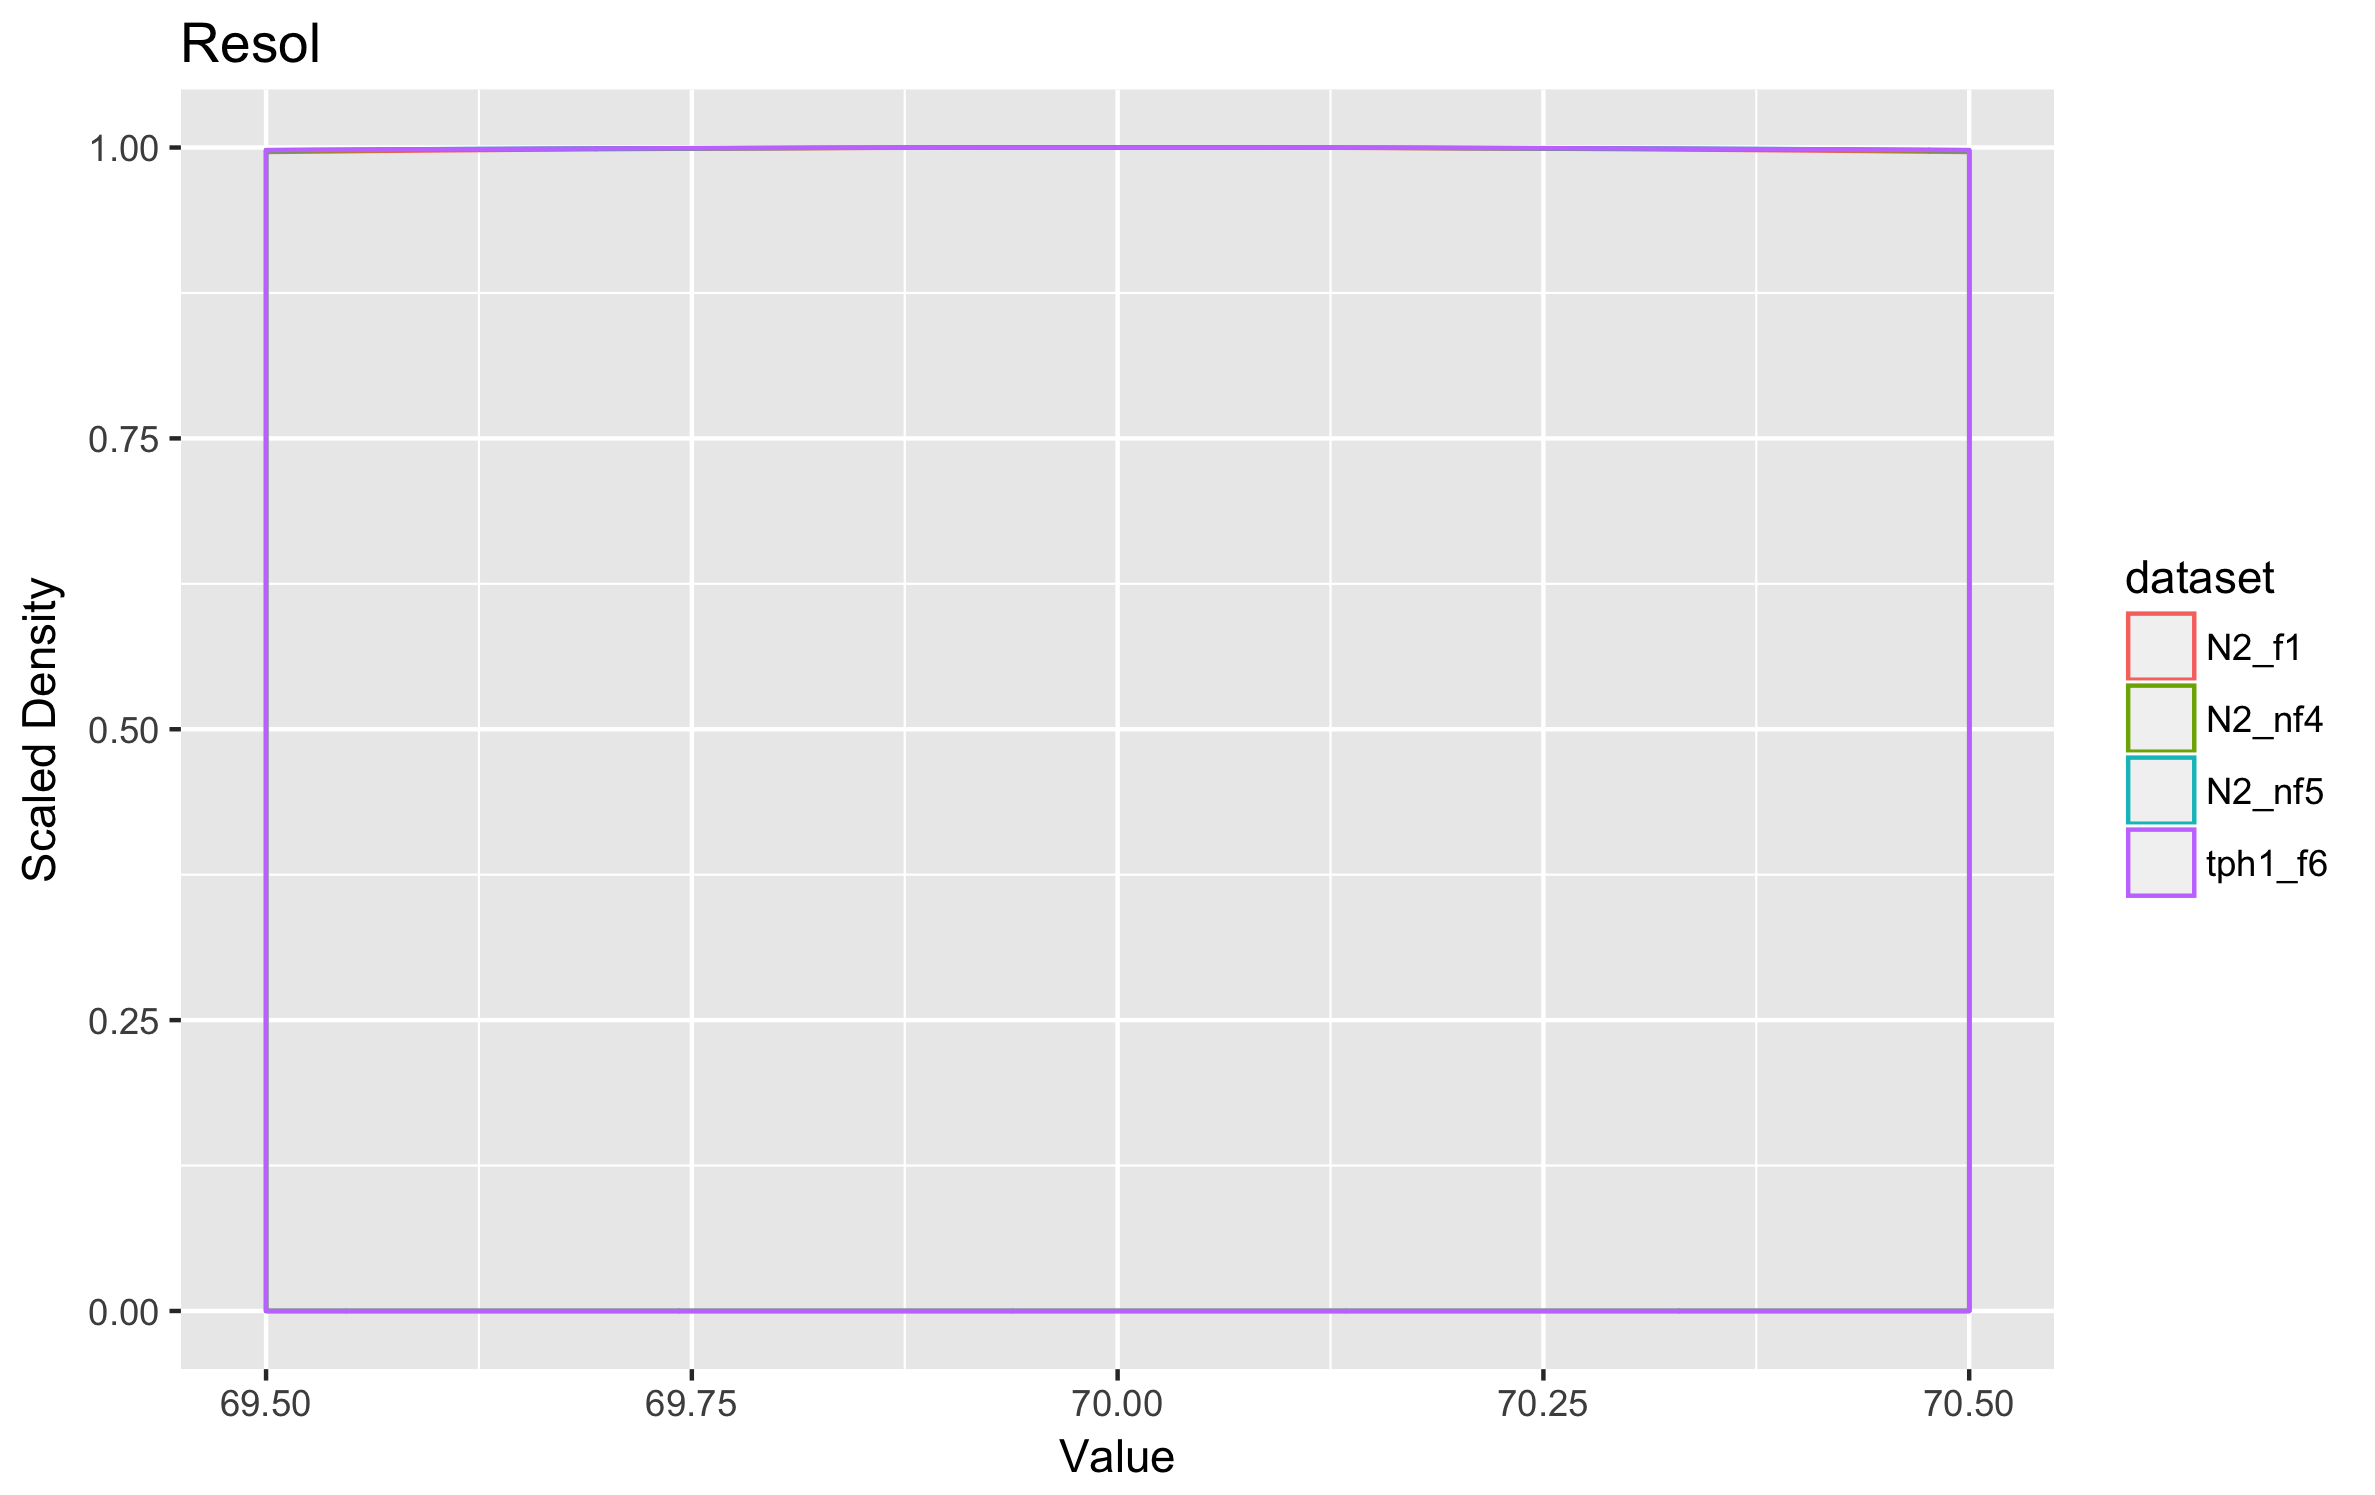 Resol
1.00
0.75
0.50
0.25
0.00
Scaled Density
69.50 69.75 70.00 70.25 70.50
Value
dataset
N2_f1
N2_nf4
N2_nf5
tph1_f6